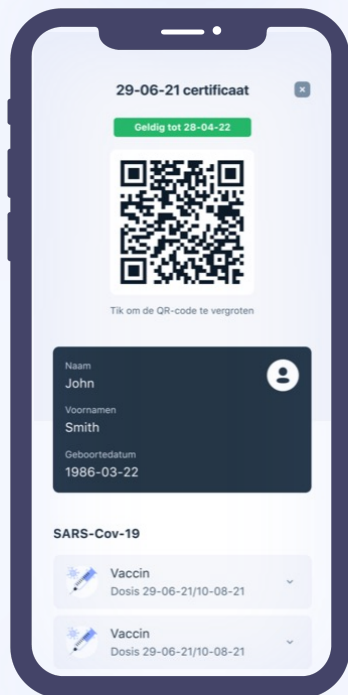 29-06-21 certificaat
Geldig tot 28-04-22
Tik om de QR-code te vergroten
Naam
John
Voornamen
Smith
Geboortedatum
1986-03-22
SARS-Cov-19
Vaccin
Dosis 29-06-21/10-08-21
Vaccin
Dosis 29-06-21/10-08-21